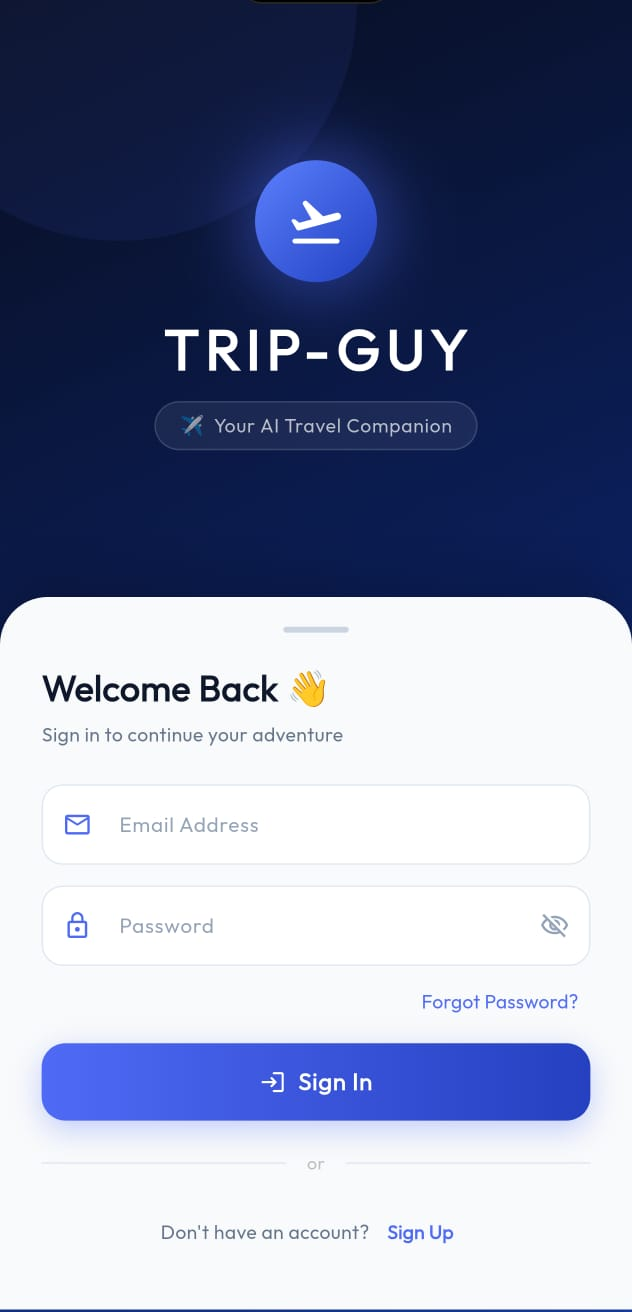 TRIP-GUY
✈️ Your AI Travel Companion
Welcome Back 👋
Sign in to continue your adventure
Email Address
Password
Forgot Password?
Sign In
or
Don't have an account? Sign Up